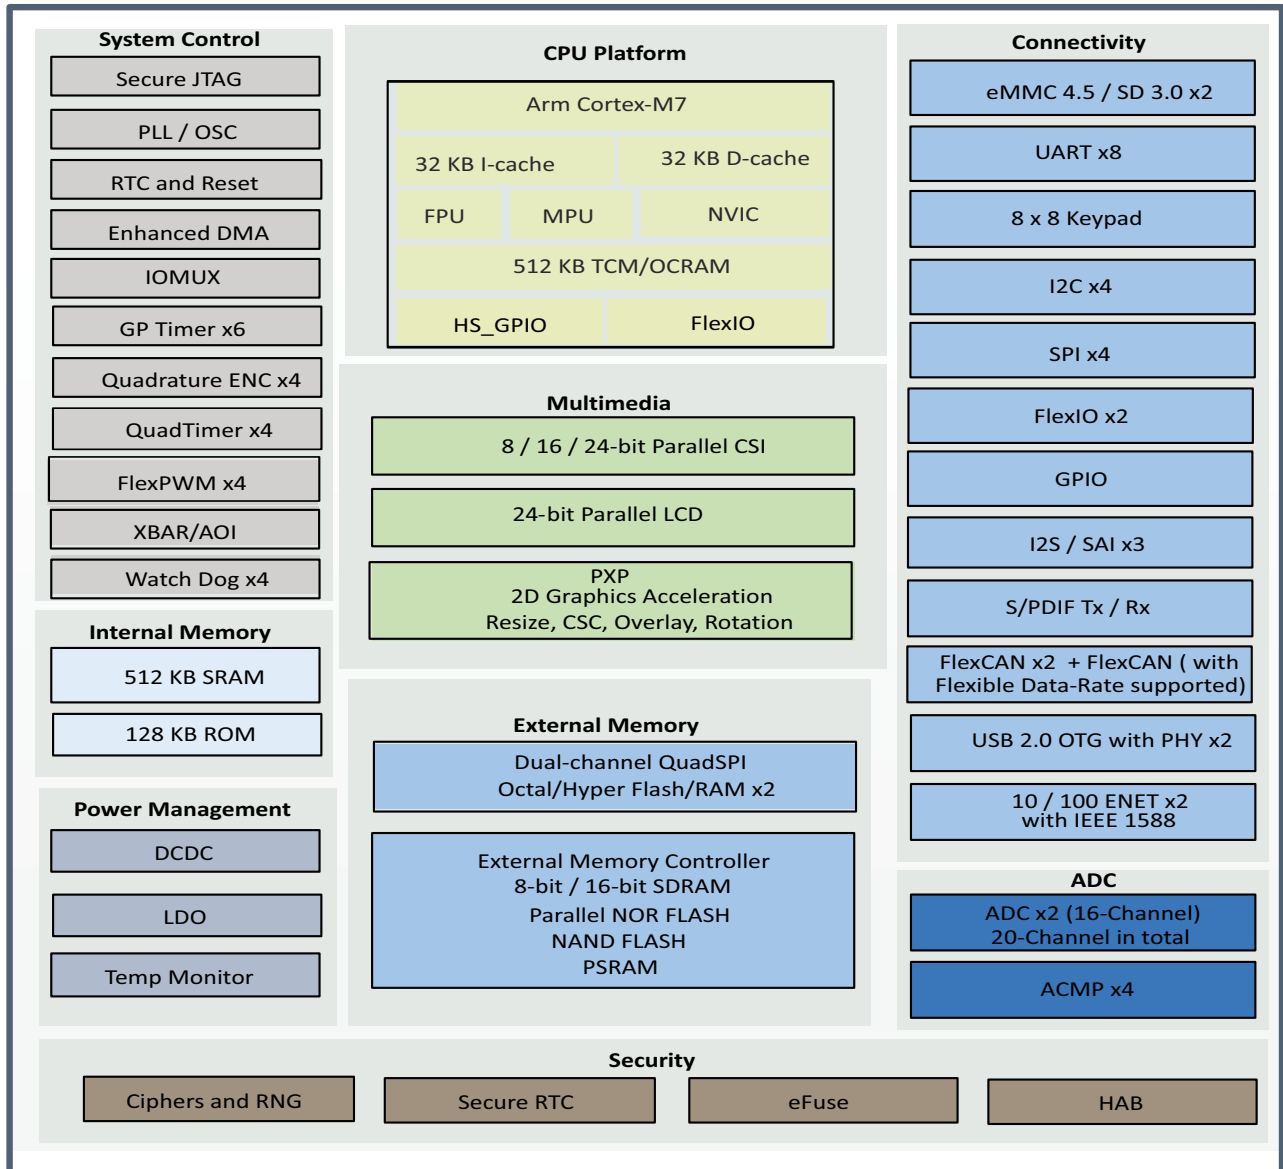 System Control
Secure JTAG
PLL / OSC
RTC and Reset
Enhanced DMA
IOMUX
GP Timer x6
Quadrature ENC x4
QuadTimer x4
FlexPWM x4
XBAR/AOI
Watch Dog x4
Internal Memory
512 KB SRAM
128 KB ROM
Power Management
DCDC
LDO
Temp Monitor
CPU Platform
Arm Cortex-M7
32 KB I-cache
32 KB D-cache
FPU
MPU
NVIC
512 KB TCM/OCRAM
HS_GPIO
FlexIO
Multimedia
8 / 16 / 24-bit Parallel CSI
24-bit Parallel LCD
PXP
2D Graphics Acceleration
Resize, CSC, Overlay, Rotation
External Memory
Dual-channel QuadSPI
Octal/Hyper Flash/RAM x2
External Memory Controller
8-bit / 16-bit SDRAM
Parallel NOR FLASH
NAND FLASH
PSRAM
Connectivity
eMMC 4.5 / SD 3.0 x2
UART x8
8 x 8 Keypad
I2C x4
SPI x4
FlexIO x2
GPIO
I2S / SAI x3
S/PDIF Tx / Rx
FlexCAN x2 + FlexCAN ( with
Flexible Data-Rate supported)
USB 2.0 OTG with PHY x2
10 / 100 ENET x2
with IEEE 1588
ADC
ADC x2 (16-Channel)
20-Channel in total
ACMP x4
Security
Ciphers and RNG
Secure RTC
eFuse
HAB